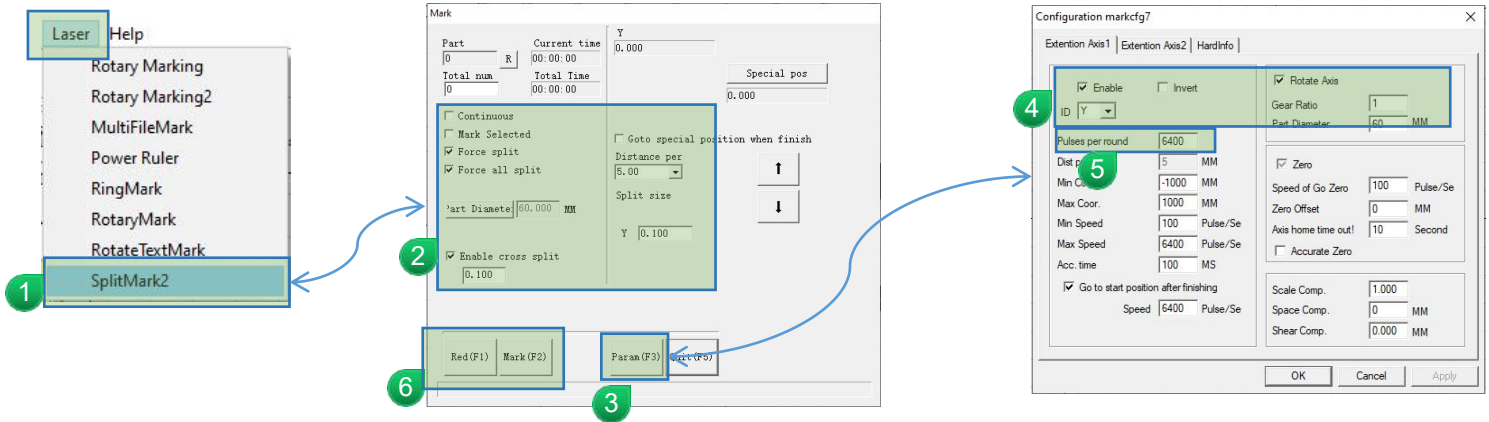 Laser Help
Rotary Marking
Rotary Marking2
MultiFileMark
Power Ruler
RingMark
RotaryMark
RotateTextMark
SplitMark2
1
Mark
Part
0
R
Current time
00:00:00
Total num
0
Total Time
00:00:00
Y
0.000
Special pos
0.000
Continuous
Mark Selected
Force split
Force all split
Part Diamete
60.000 MM
Enable cross split
0.100
Goto special position when finish
Distance per
5.00
Split size
Y 0.100
2
Red(F1) Mark(F2)
Param(F3)
(F5)
6
3
Configuration markcfg7
Extention Axis1 Extention Axis2 HardInfo
Enable Invert
ID Y
4
Rotate Axis
Gear Ratio 1
Part Diameter 60 MM
Pulses per round 6400
5
Dist 5 MM
Min -1000 MM
Max Coor. 1000 MM
Min Speed 100 Pulse/Se
Max Speed 6400 Pulse/Se
Acc. time 100 MS
Go to start position after finishing
Speed 6400 Pulse/Se
Zero
Speed of Go Zero 100 Pulse/Se
Zero Offset 0 MM
Axis home time out! 10 Second
Accurate Zero
Scale Comp. 1.000
Space Comp. 0 MM
Shear Comp. 0.000 MM
OK Cancel Apply